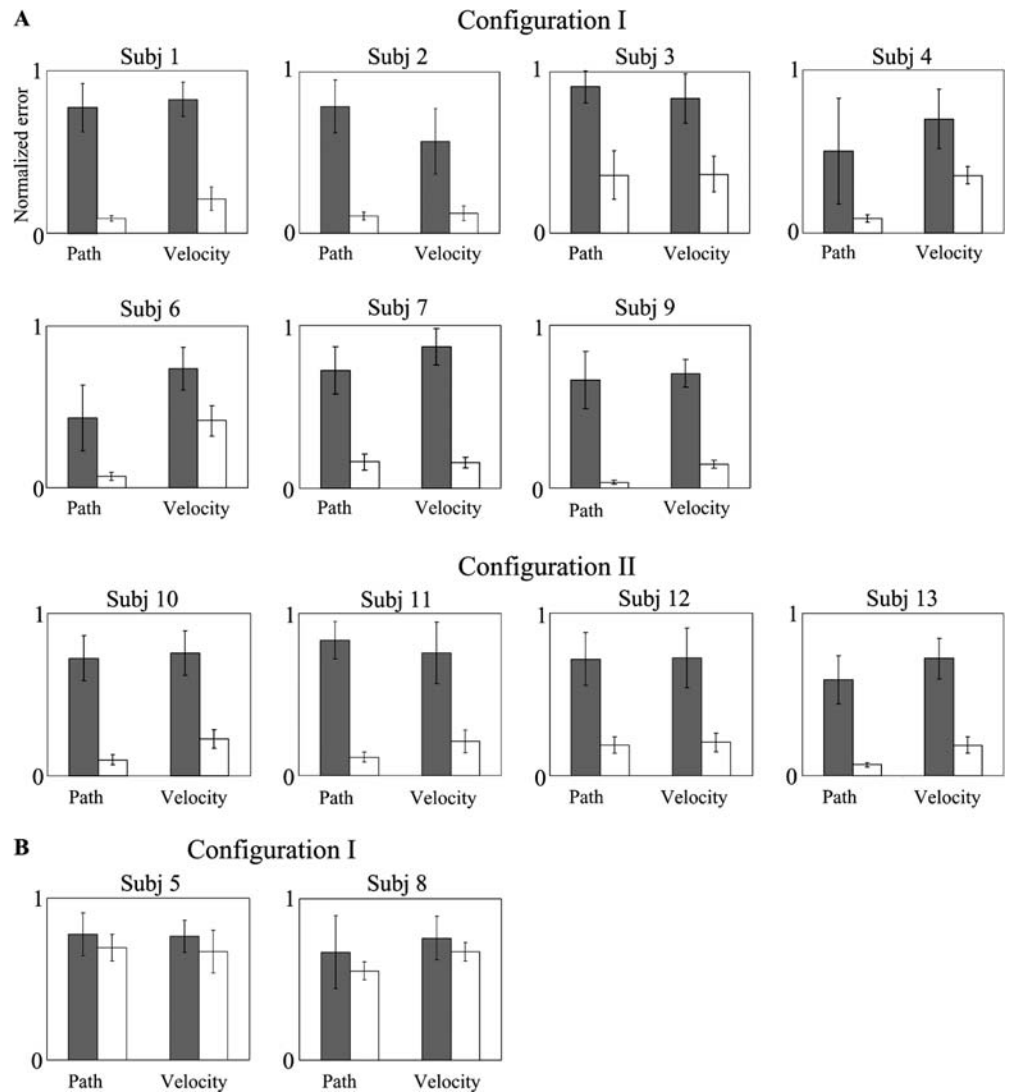 A
Configuration I
Subj 1
Subj 2
Subj 3
Subj 4
Normalized error
1
0
Path Velocity
1
0
Path Velocity
1
0
Path Velocity
1
0
Path Velocity
Subj 6
Subj 7
Subj 9
1
0
Path Velocity
1
0
Path Velocity
1
0
Path Velocity
Configuration II
Subj 10
Subj 11
Subj 12
Subj 13
1
0
Path Velocity
1
0
Path Velocity
1
0
Path Velocity
1
0
Path Velocity
B
Configuration I
Subj 5
Subj 8
1
0
Path Velocity
1
0
Path Velocity